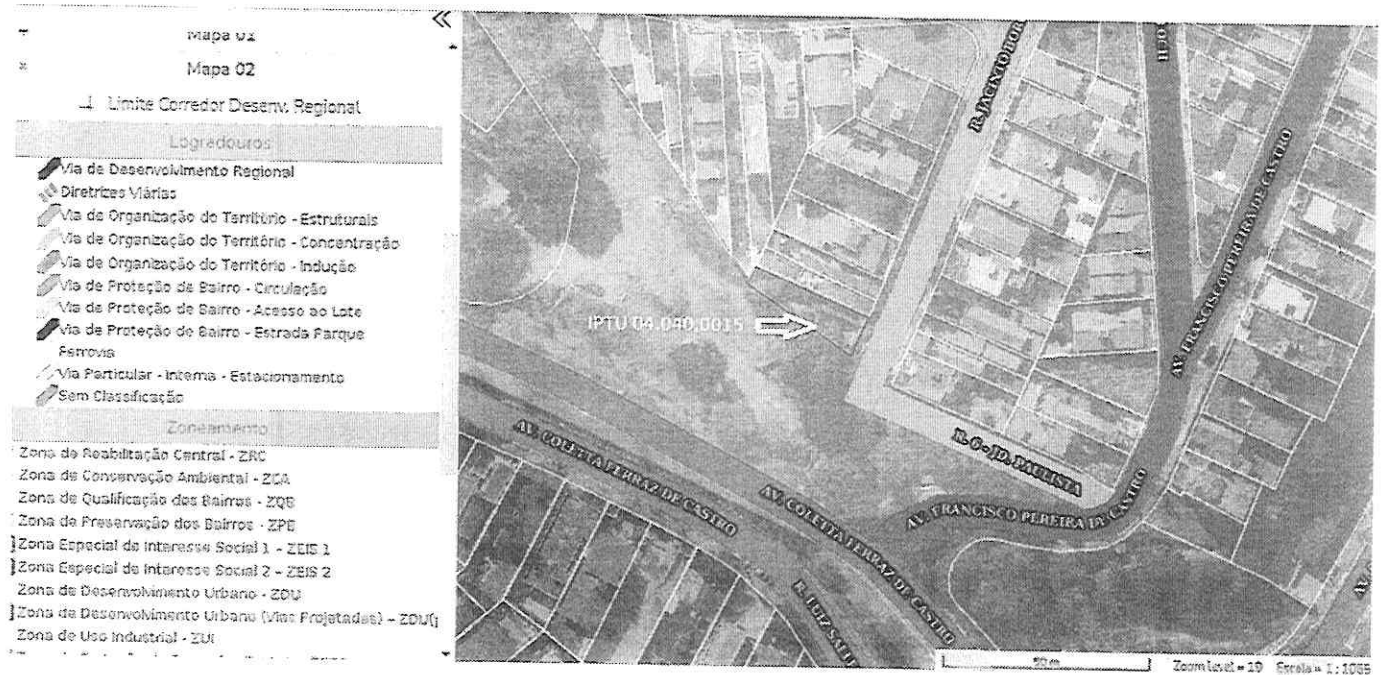 Mapa 01
Mapa 02
Limite Corredor Desenv. Regional
Logradouros
Via de Desenvolvimento Regional
Diretrizes Viárias
Via de Organização do Território - Estruturais
Via de Organização do Território - Concentração
Via de Organização do Território - Indução
Via de Proteção de Bairro - Circulação
Via de Proteção de Bairro - Acesso ao Lote
Via de Proteção de Bairro - Estrada Parque
Ferrovia
Via Particular - Interna - Estacionamento
Sem Classificação
Zoneamento
Zona de Reabilitação Central - ZRC
Zona de Conservação Ambiental - ZCA
Zona de Qualificação dos Bairros - ZQB
Zona de Preservação dos Bairros - ZPB
Zona Especial de Interesse Social 1 - ZEIS 1
Zona Especial de Interesse Social 2 - ZEIS 2
Zona de Desenvolvimento Urbano - ZDU
Zona de Desenvolvimento Urbano (Vias Projetadas) - ZDU(
Zona de Uso Industrial - ZUI
R. JACINTO BOR
AV. FRANCISCO PEREIRA DE CASTRO
IPTU 04.040.0015
R. 6 - JD. PAULISTA
AV. COLETA FERRAZ DE CASTRO
AV. COLETA FERRAZ DE CASTRO
AV. FRANCISCO PEREIRA DE CASTRO
R. LUIZ SALT
AV.
50 m
Zoom level = 19 Escala = 1:1066